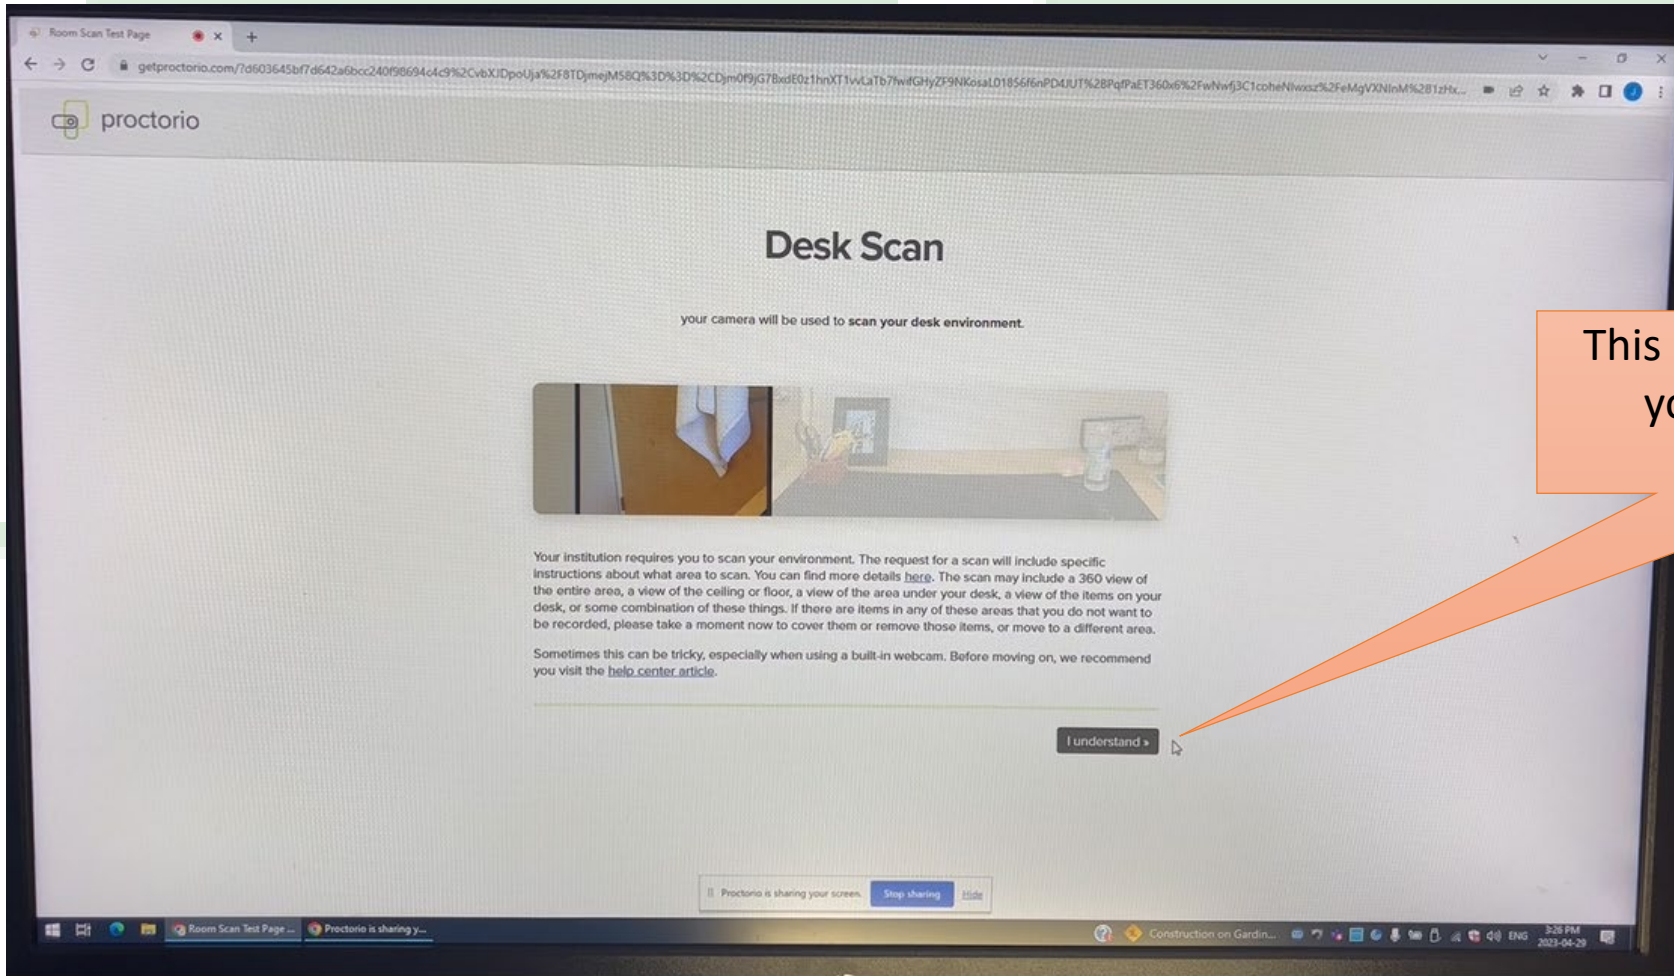 Room Scan Test Page
proctorio
Desk Scan
your camera will be used to scan your desk environment.
This
Your institution requires you to scan your environment. The request for a scan will include specific
instructions about what area to scan. You can find more details here. The scan may include a 360 view of
the entire area, a view of the ceiling or floor, a view of the area under your desk, a view of the items on your
desk, or some combination of these things. If there are items in any of these areas that you do not want to
be recorded, please take a moment now to cover them or remove those items, or move to a different area.
Sometimes this can be tricky, especially when using a built-in webcam. Before moving on, we recommend
you visit the help center article.
I understand »
Proctorio is sharing your screen. Stop sharing Hide
Room Scan Test Page ... Proctorio is sharing y... Construction on Gardin... ENG 3:26 PM
2023-04-29